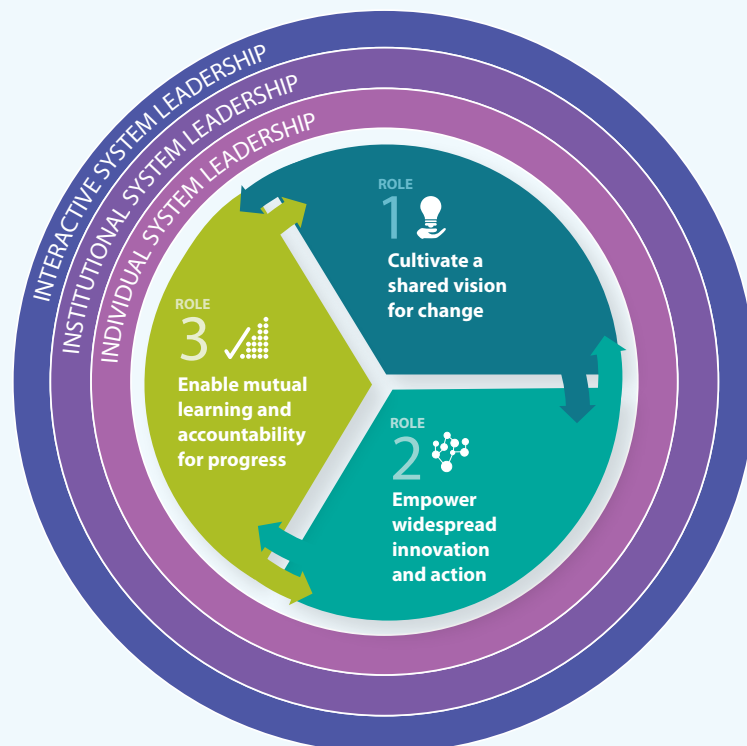 INTERACTIVE SYSTEM LEADERSHIP
INSTITUTIONAL SYSTEM LEADERSHIP
INDIVIDUAL SYSTEM LEADERSHIP
ROLE
1
Cultivate a
shared vision
for change
ROLE
2
Empower
widespread
innovation
and action
ROLE
3
Enable mutual
learning and
accountability
for progress